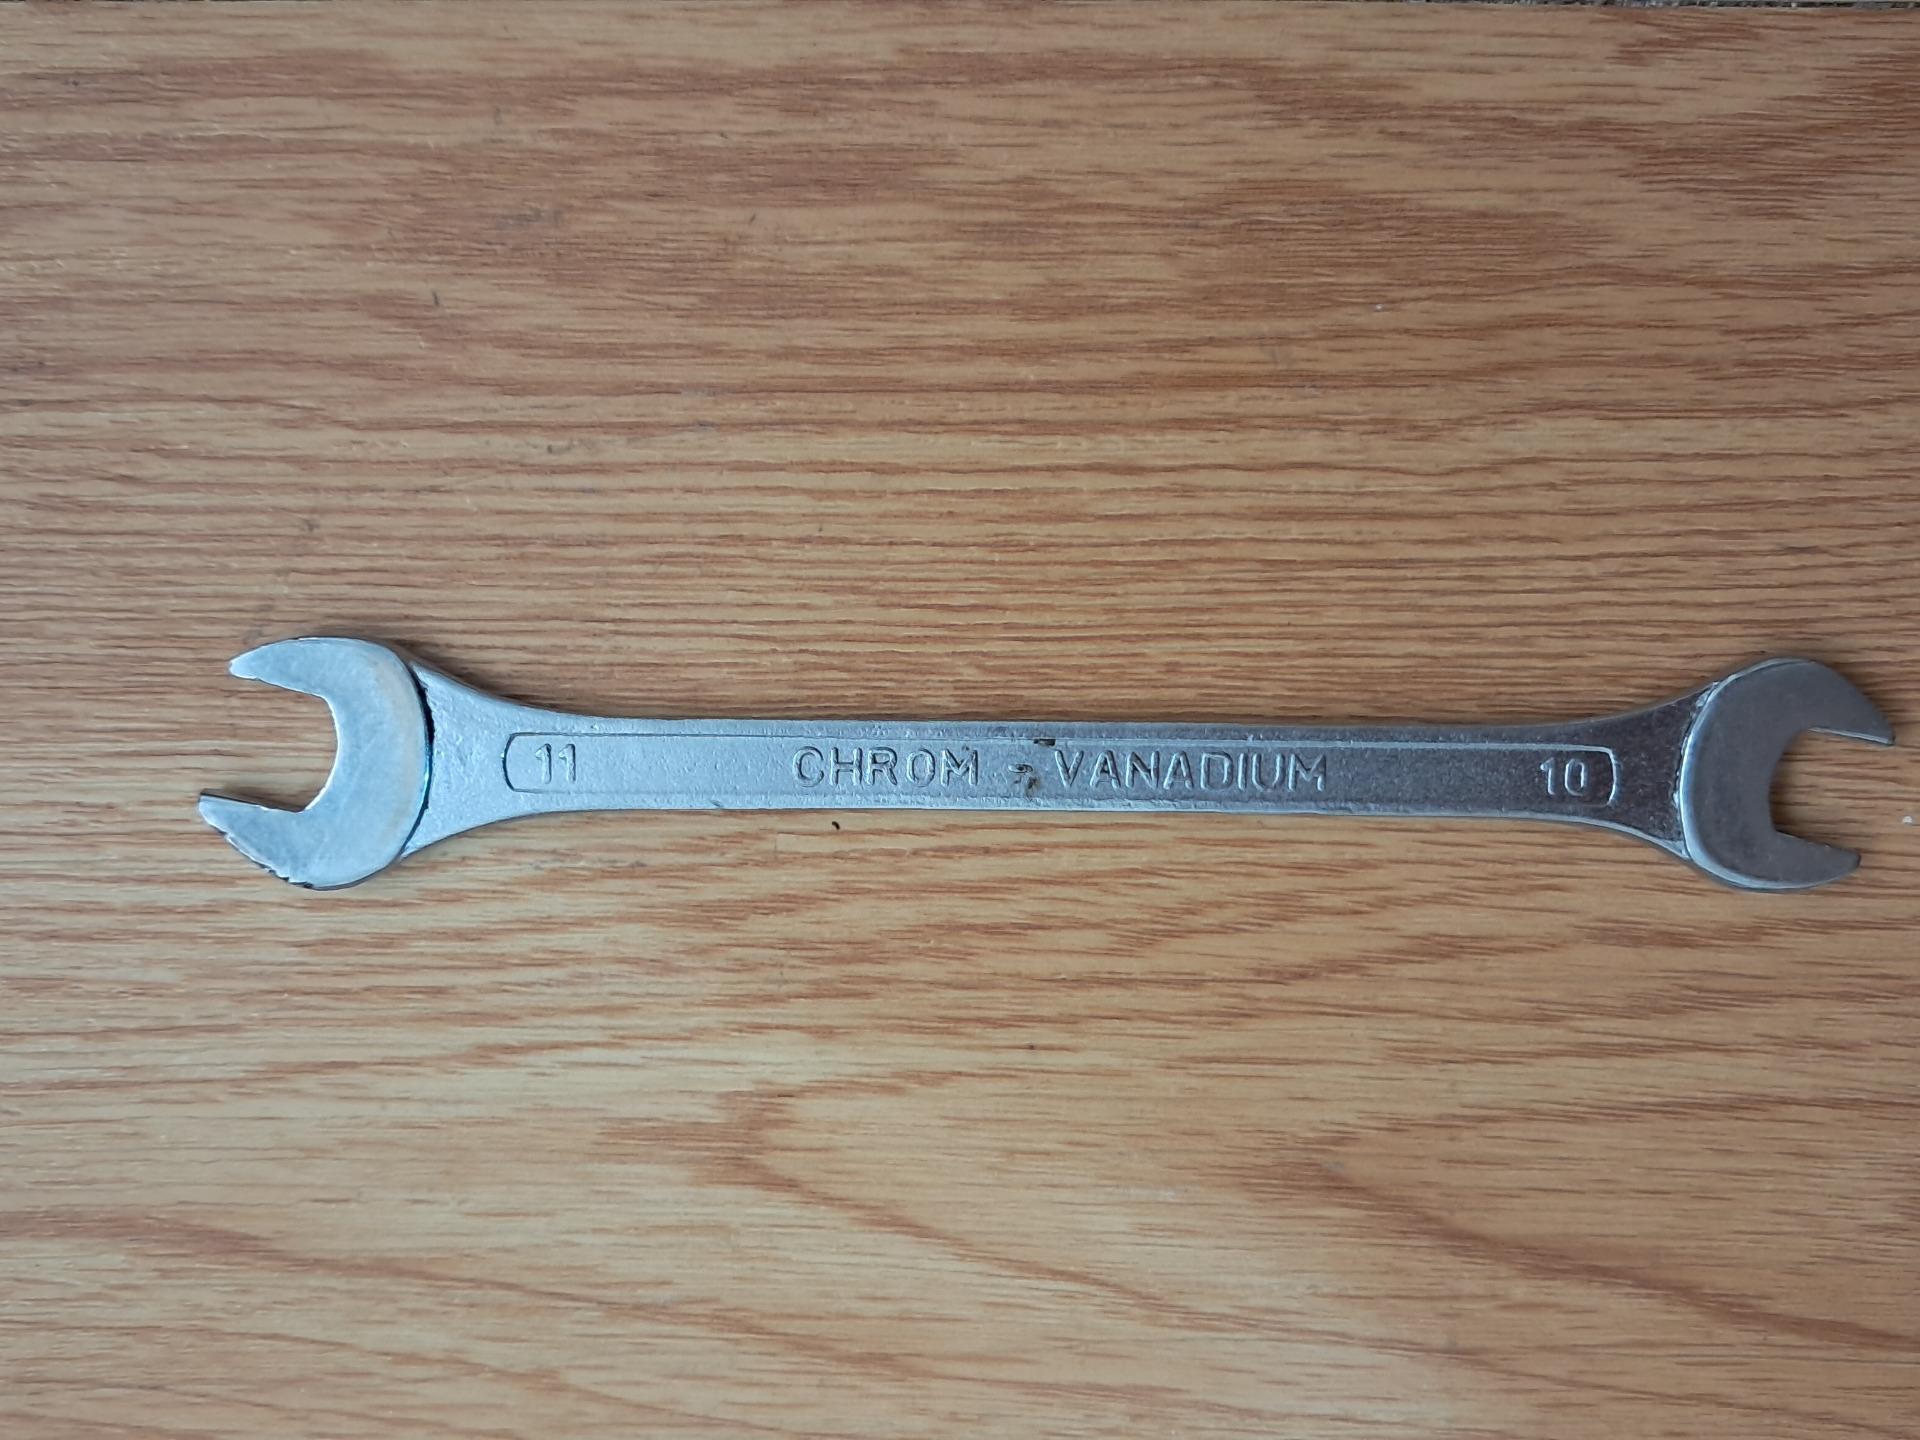 11 CHROM - VANADIUM 10